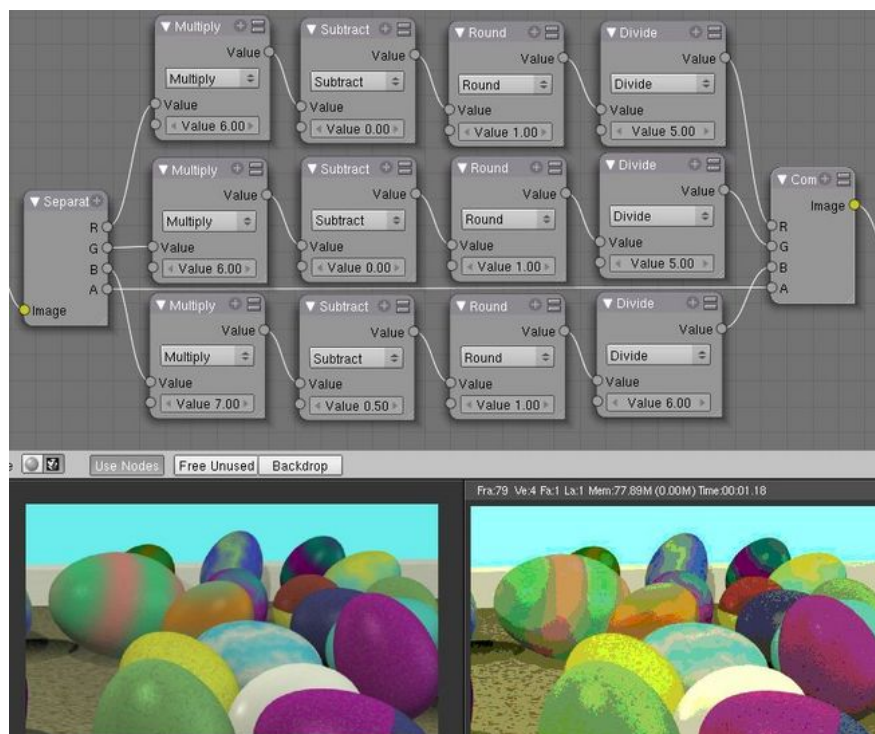 Multiply
Value
Multiply
Value
Value 6.00
Subtract
Value
Subtract
Value
Value 0.00
Round
Value
Round
Value
Value 1.00
Divide
Value
Divide
Value
Value 5.00
Separat
R
G
B
A
Image
Multiply
Value
Multiply
Value
Value 6.00
Subtract
Value
Subtract
Value
Value 0.00
Round
Value
Round
Value
Value 1.00
Divide
Value
Divide
Value
Value 5.00
Com
Image
R
G
B
A
Multiply
Value
Multiply
Value
Value 7.00
Subtract
Value
Subtract
Value
Value 0.50
Round
Value
Round
Value
Value 1.00
Divide
Value
Divide
Value
Value 6.00
Use Nodes
Free Unused
Backdrop
Fra:79 Ve:4 Fa:1 La:1 Mem:77.89M (0.00M) Time:00:01.18